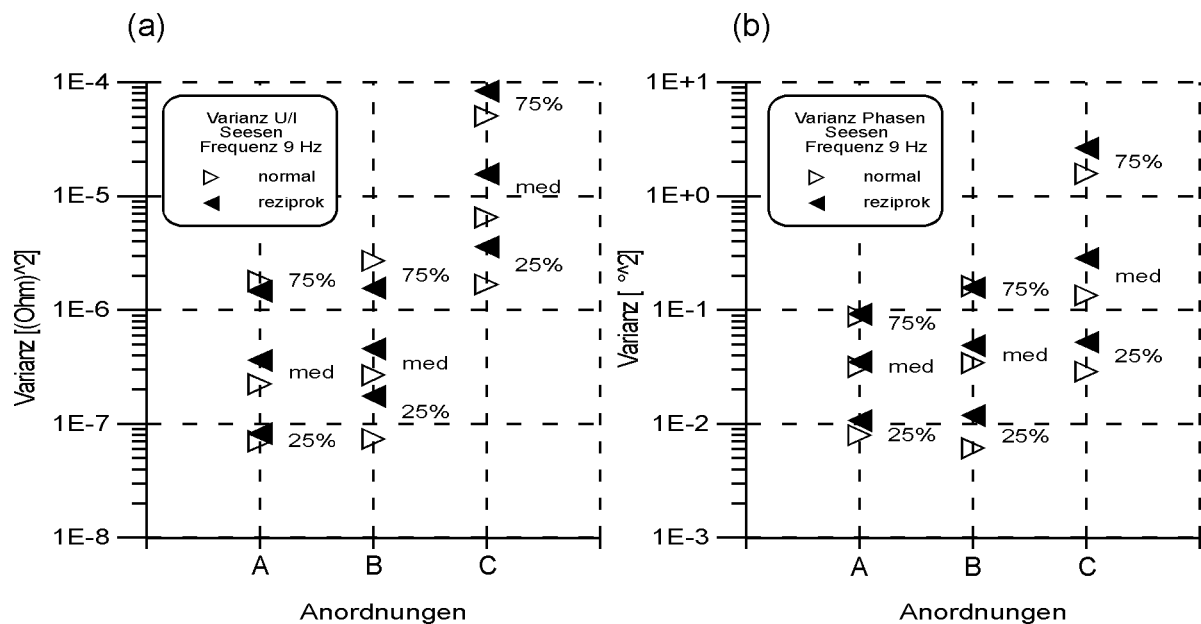 (a)
1E-4
1E-5
1E-6
1E-7
1E-8
Varianz [(Ohm)^2]
Varianz U/I
Seesen
Frequenz 9 Hz
normal
reziprok
75%
med
25%
75%
med
25%
75%
med
25%
A
B
C
Anordnungen
(b)
1E+1
1E+0
1E-1
1E-2
1E-3
Varianz [ °^2]
Varianz Phasen
Seesen
Frequenz 9 Hz
normal
reziprok
75%
med
25%
75%
med
25%
75%
med
25%
A
B
C
Anordnungen